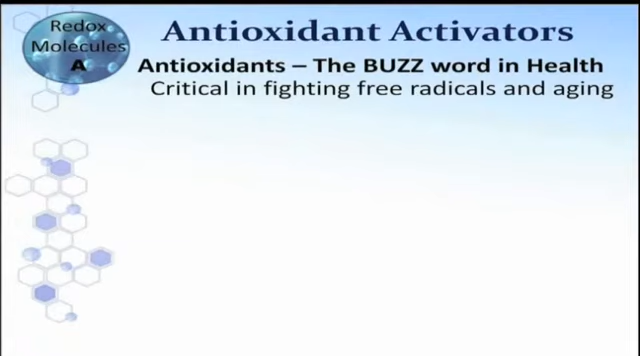 Redox
Molecules
A
Antioxidant Activators
Antioxidants – The BUZZ word in Health
Critical in fighting free radicals and aging